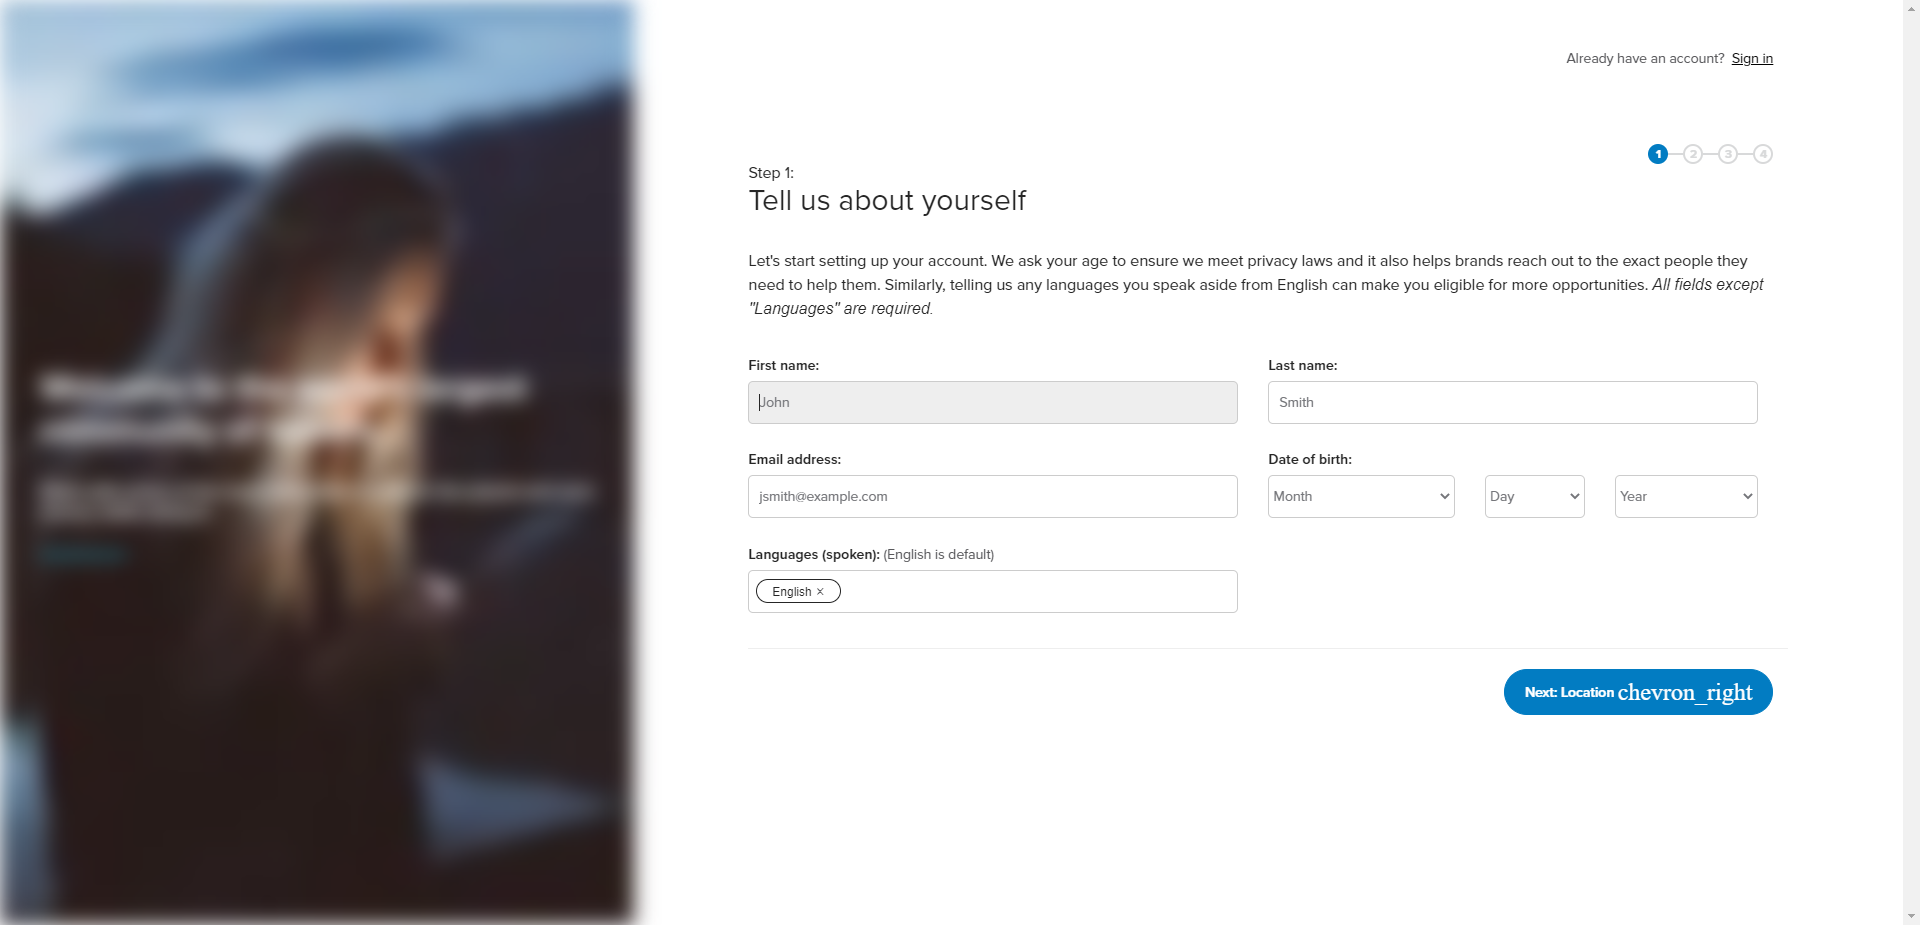 Already have an account? Sign in
1 2 3 4
Step 1:
Tell us about yourself
Let's start setting up your account. We ask your age to ensure we meet privacy laws and it also helps brands reach out to the exact people they
need to help them. Similarly, telling us any languages you speak aside from English can make you eligible for more opportunities. All fields except
"Languages" are required.
First name: Last name:
John Smith
Email address: Date of birth:
jsmith@example.com Month Day Year
Languages (spoken): (English is default)
English ×
Next: Location chevron_right